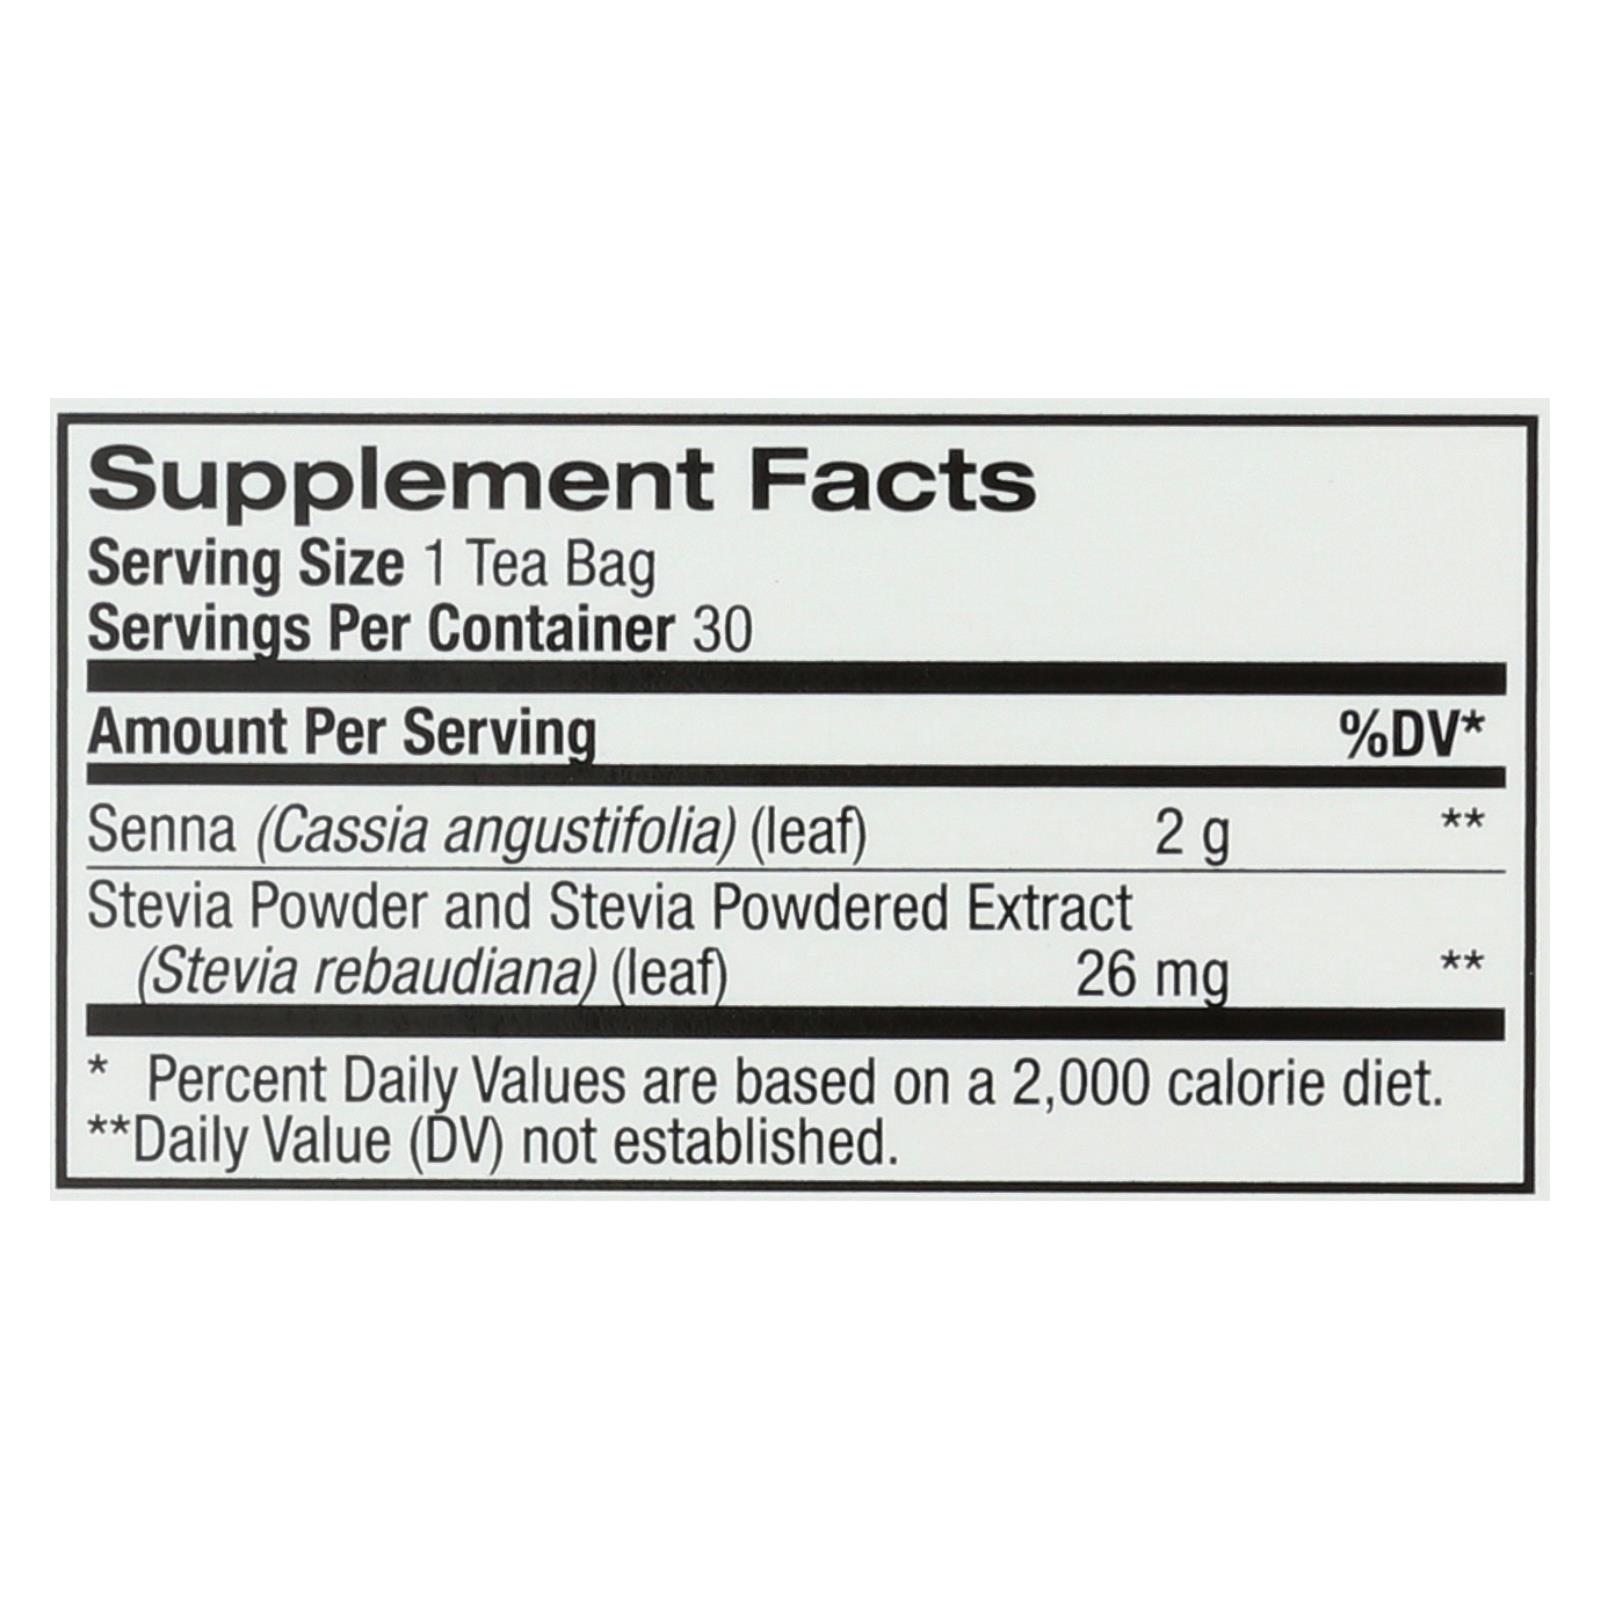 Supplement Facts
Serving Size 1 Tea Bag
Servings Per Container 30
Amount Per Serving %DV*
Senna (Cassia angustifolia) (leaf) 2 g **
Stevia Powder and Stevia Powdered Extract
(Stevia rebaudiana) (leaf) 26 mg **
* Percent Daily Values are based on a 2,000 calorie diet.
**Daily Value (DV) not established.